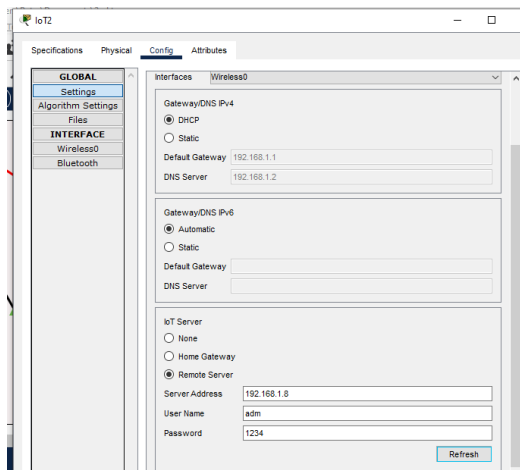 IoT2
Specifications Physical Config Attributes
GLOBAL
Settings
Algorithm Settings
Files
INTERFACE
Wireless0
Bluetooth
Interfaces Wireless0
Gateway/DNS IPv4
DHCP
Static
Default Gateway 192.168.1.1
DNS Server 192.168.1.2
Gateway/DNS IPv6
Automatic
Static
Default Gateway
DNS Server
IoT Server
None
Home Gateway
Remote Server
Server Address 192.168.1.8
User Name adm
Password 1234
Refresh